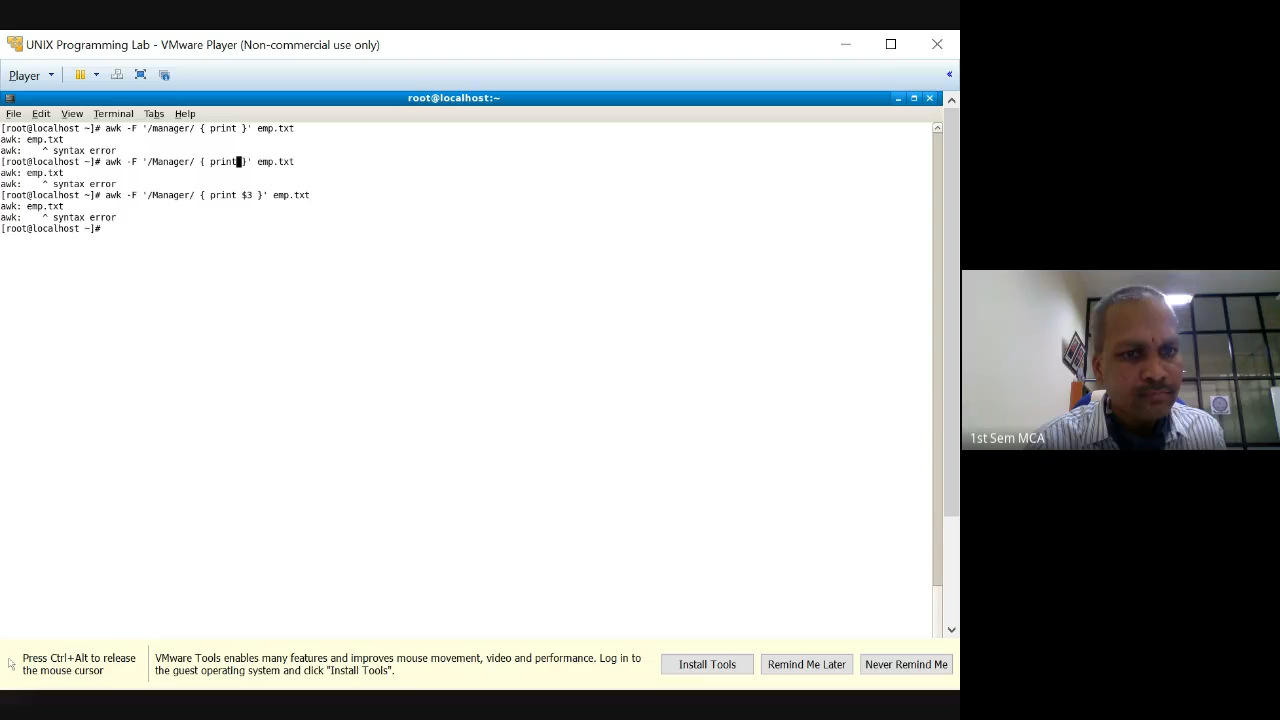 UNIX Programming Lab - VMware Player (Non-commercial use only)
Player
root@localhost:~
File Edit View Terminal Tabs Help
[root@localhost ~]# awk -F '/manager/ { print }' emp.txt
awk: emp.txt
awk:    ^ syntax error
[root@localhost ~]# awk -F '/Manager/ { print }' emp.txt
awk: emp.txt
awk:    ^ syntax error
[root@localhost ~]# awk -F '/Manager/ { print $3 }' emp.txt
awk: emp.txt
awk:    ^ syntax error
[root@localhost ~]#
1st Sem MCA
Press Ctrl+Alt to release
the mouse cursor
VMware Tools enables many features and improves mouse movement, video and performance. Log in to
the guest operating system and click "Install Tools".
Install Tools
Remind Me Later
Never Remind Me